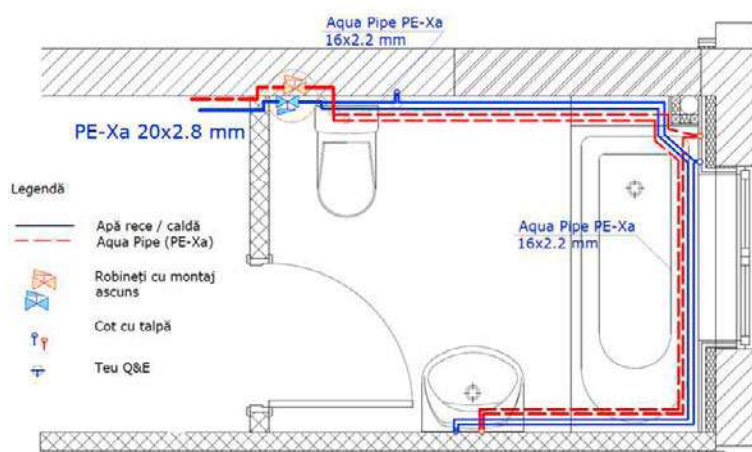 Aqua Pipe PE-Xa
16x2.2 mm
PE-Xa 20x2.8 mm
Legendă
Apă rece / caldă
Aqua Pipe (PE-Xa)
Robineți cu montaj
ascuns
Cot cu talpă
Teu Q&E
Aqua Pipe PE-Xa
16x2.2 mm